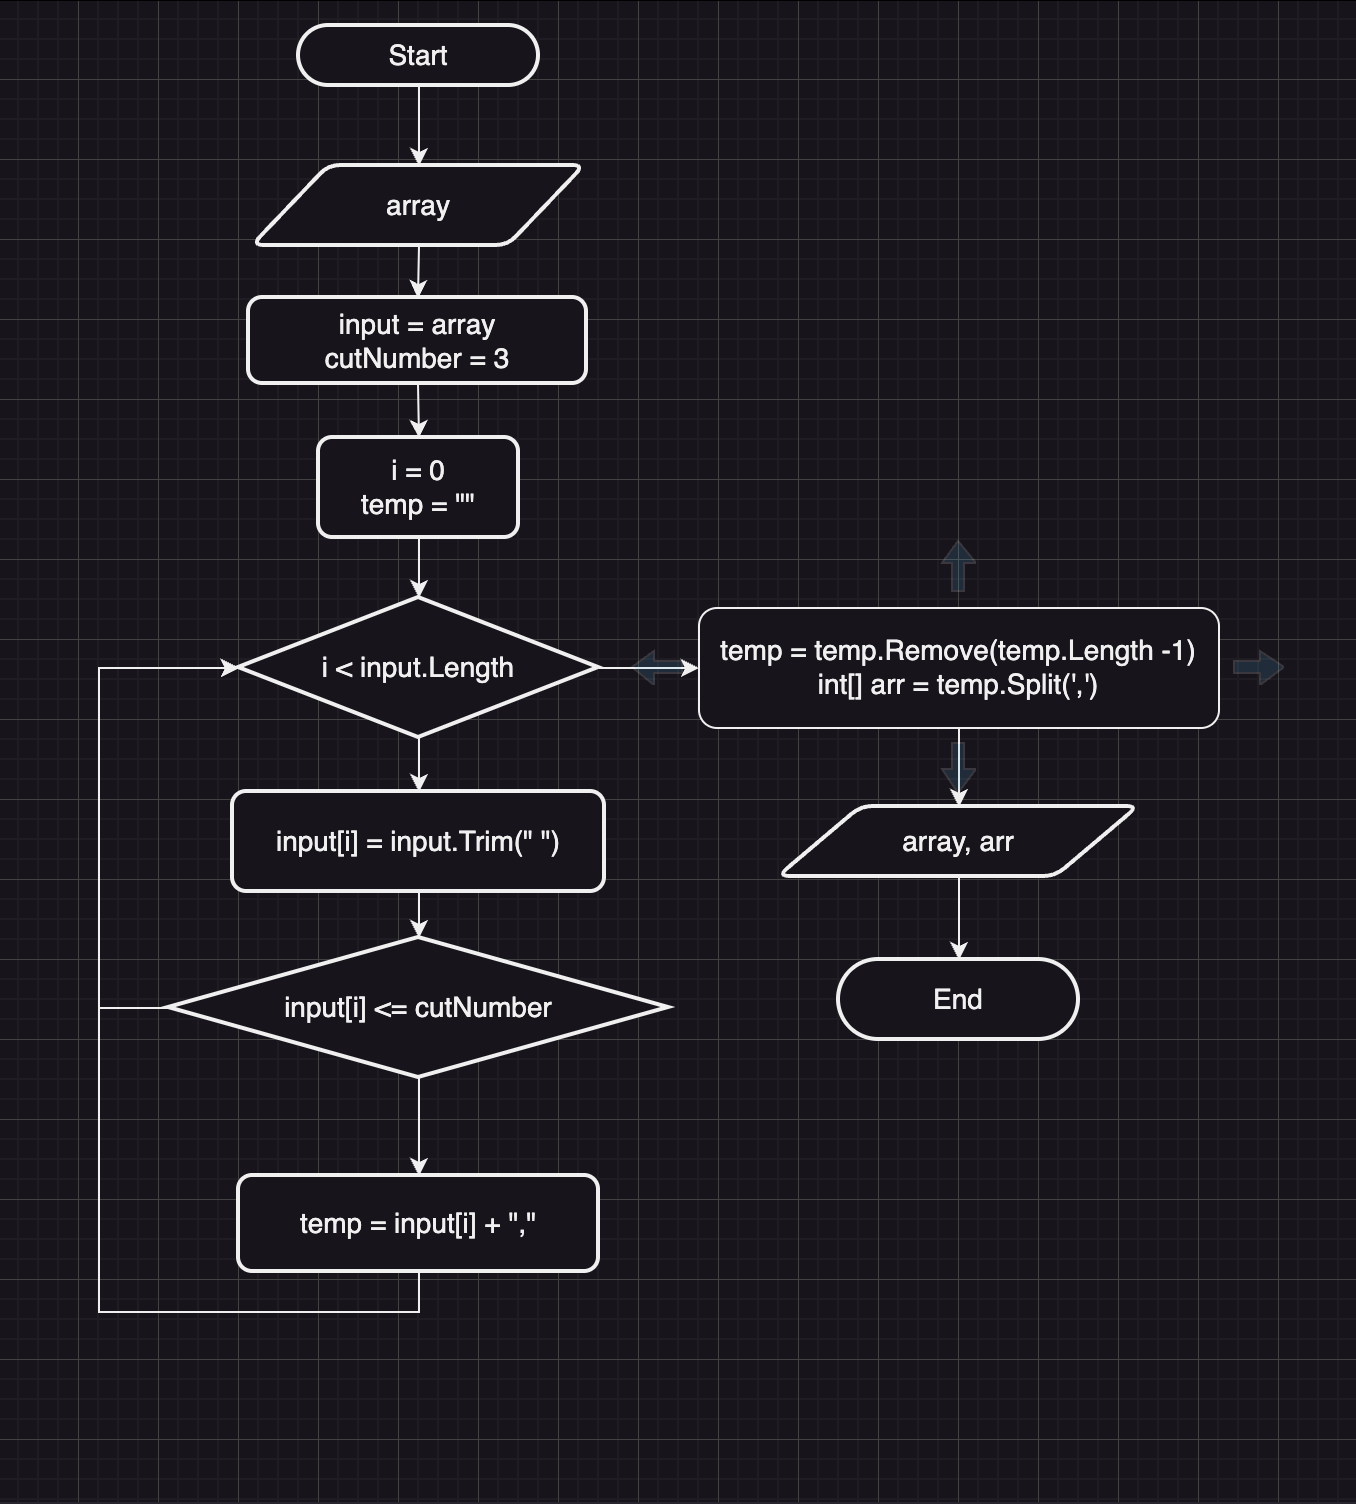 Start
array
input = array
cutNumber = 3
i = 0
temp = ""
i < input.Length
temp = temp.Remove(temp.Length -1)
int[] arr = temp.Split(',')
input[i] = input.Trim(" ")
array, arr
input[i] <= cutNumber
End
temp = input[i] + ","